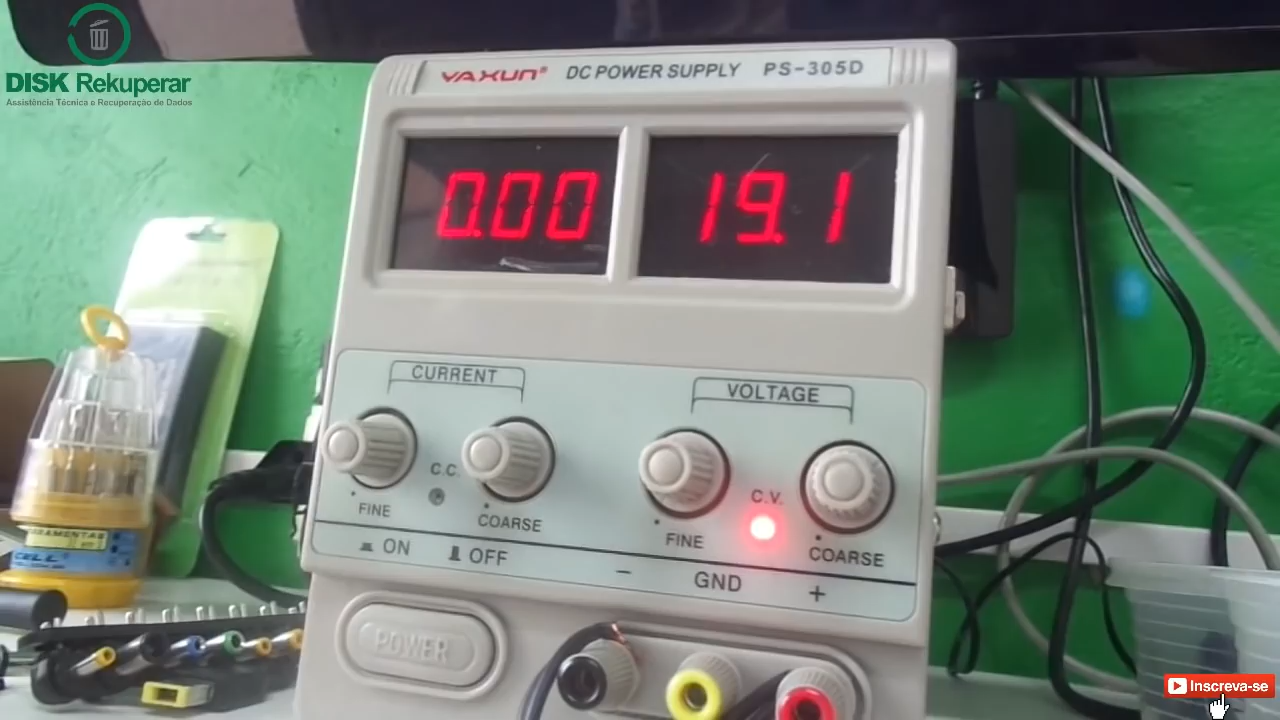 DISK Rekuperar
Assistência Técnica e Recuperação de Dados
YAXUN® DC POWER SUPPLY PS-305D
0.00 19.1
CURRENT VOLTAGE
C.C. C.V.
FINE COARSE FINE COARSE
ON OFF - GND +
POWER
Inscreva-se